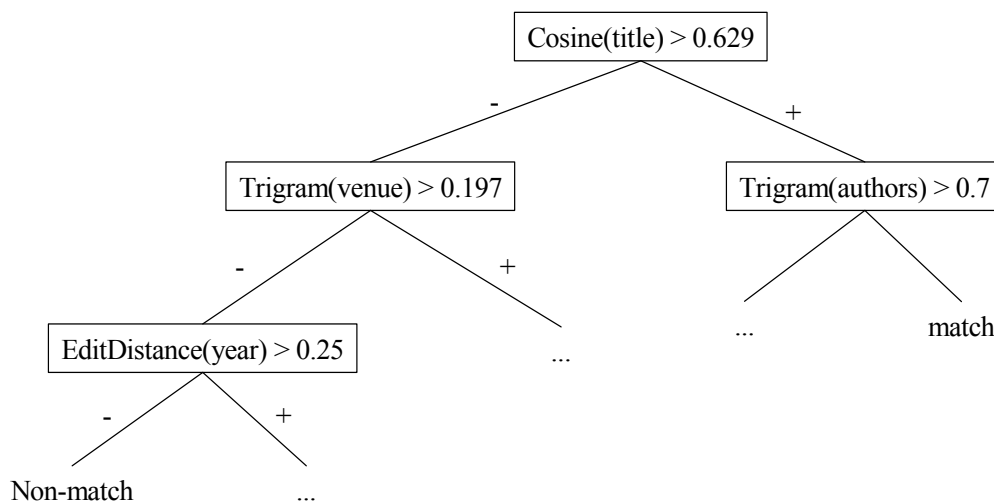 Cosine(title) > 0.629
- +
Trigram(venue) > 0.197
Trigram(authors) > 0.7
- +
...
...
match
EditDistance(year) > 0.25
- +
Non-match
...